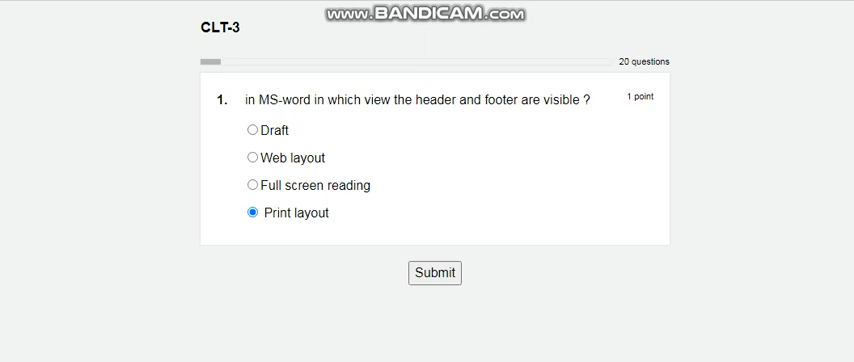 www.BANDICAM.com
CLT-3
20 questions
1. in MS-word in which view the header and footer are visible ? 1 point
Draft
Web layout
Full screen reading
Print layout
Submit